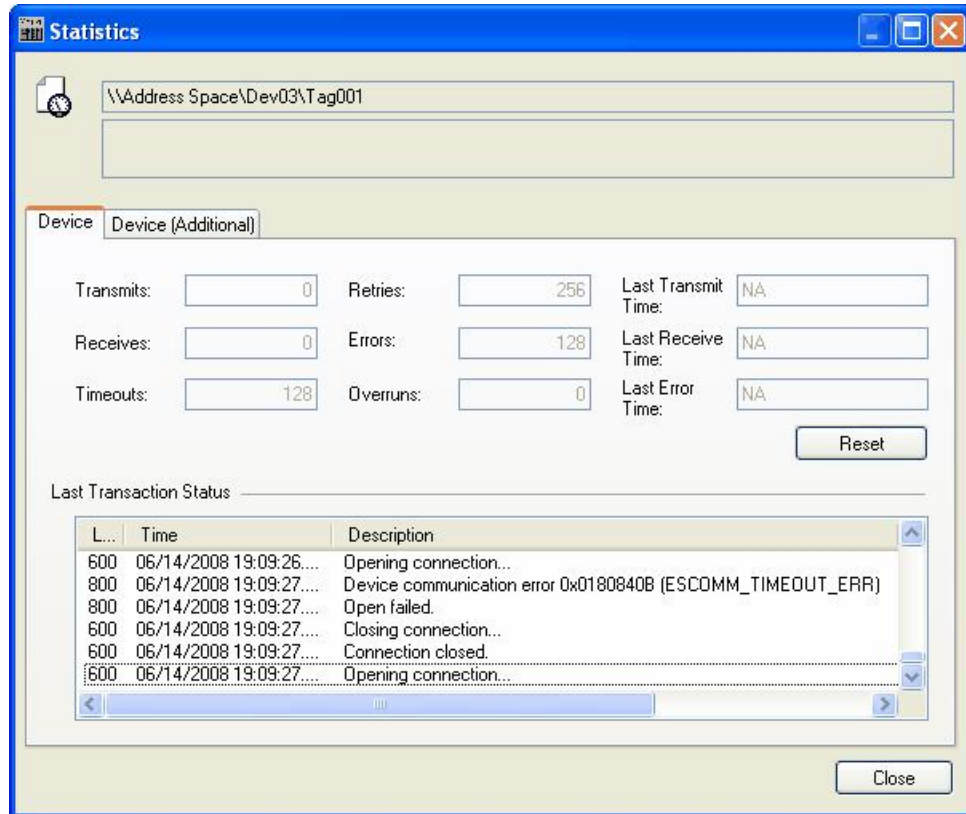 Statistics
\\Address Space\Dev03\Tag001
Device Device (Additional)
Transmits: 0 Retries: 256 Last Transmit Time: NA
Receives: 0 Errors: 128 Last Receive Time: NA
Timeouts: 128 Overruns: 0 Last Error Time: NA
Reset
Last Transaction Status
L... Time Description
600 06/14/2008 19:09:26.... Opening connection...
800 06/14/2008 19:09:27.... Device communication error 0x0180840B (ESCOMM_TIMEOUT_ERR)
800 06/14/2008 19:09:27.... Open failed.
600 06/14/2008 19:09:27.... Closing connection...
600 06/14/2008 19:09:27.... Connection closed.
600 06/14/2008 19:09:27.... Opening connection...
Close